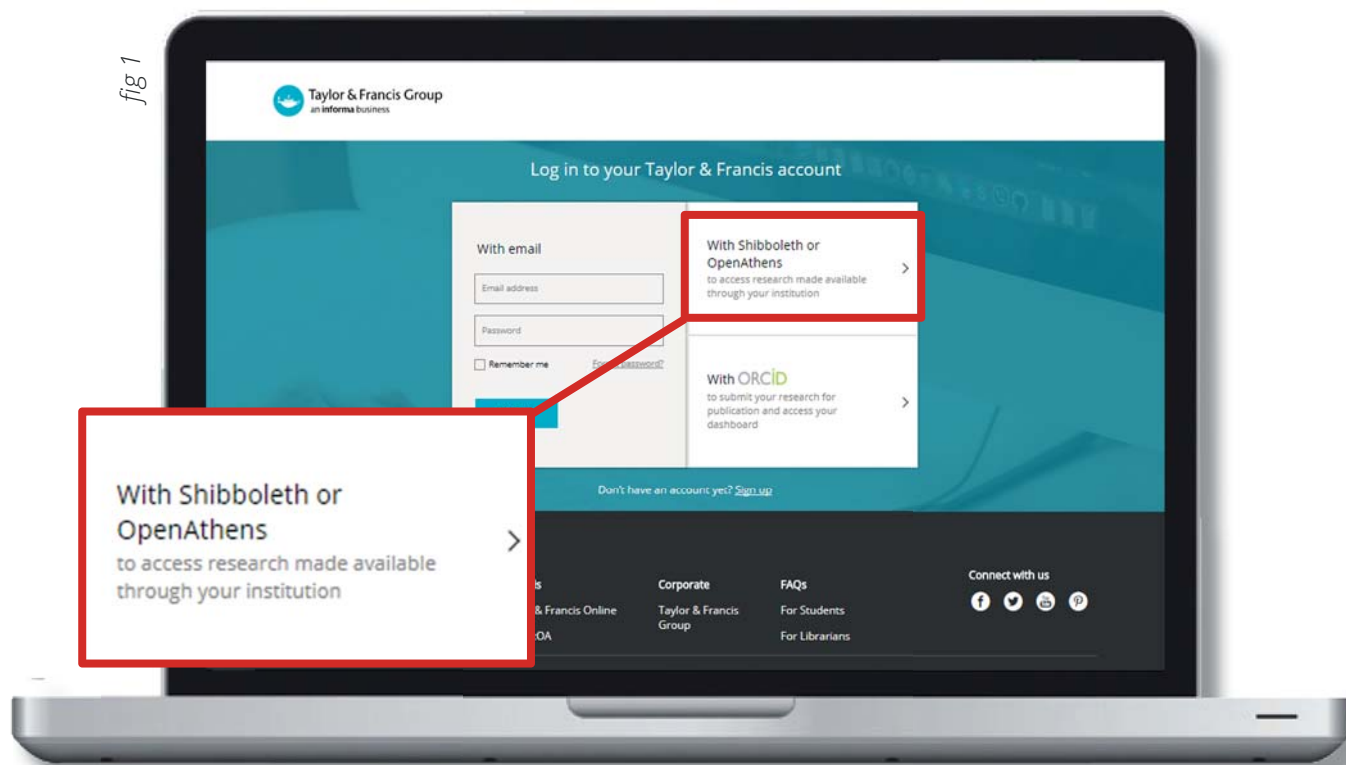 fig 1
Taylor & Francis Group
an informa business
Log in to your Taylor & Francis account
With email
Email address
Password
Remember me
password?
With Shibboleth or
OpenAthens
to access research made available
through your institution
With ORCiD
to submit your research for
publication and access your
dashboard
Don't have an account yet? Sign up
With Shibboleth or
OpenAthens
to access research made available
through your institution
& Francis Online
Corporate
Taylor & Francis
Group
FAQs
For Students
For Librarians
Connect with us